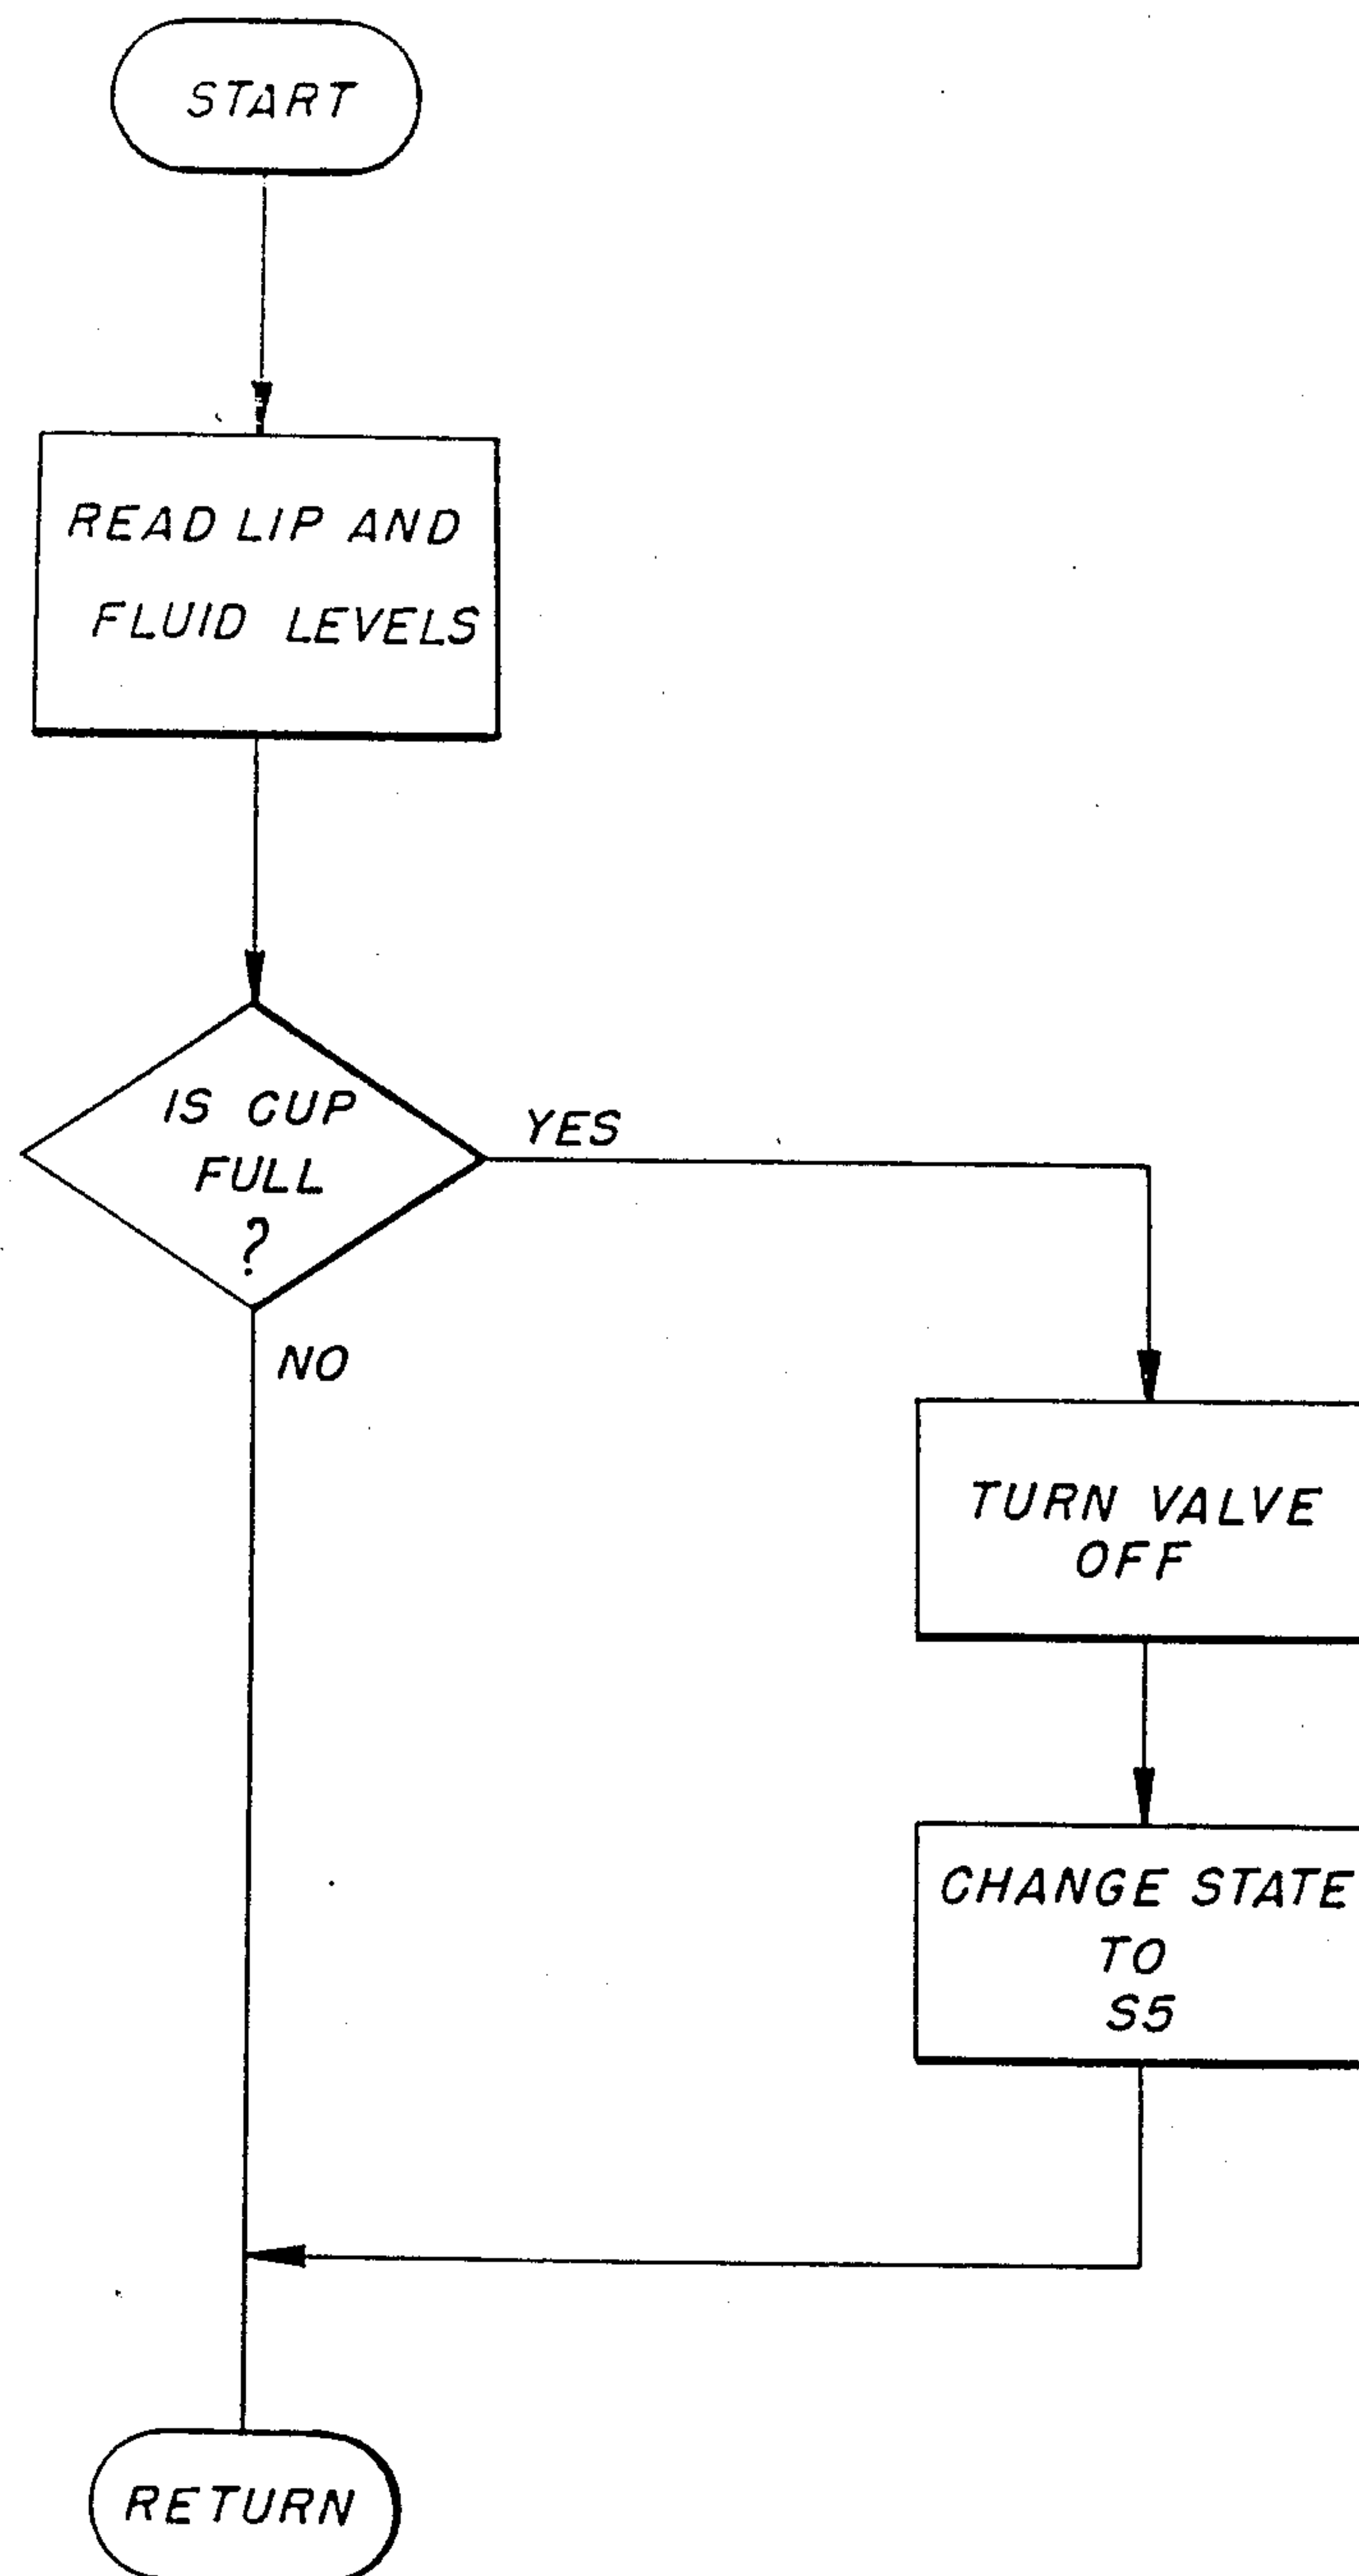 START
READ LIP AND
FLUID LEVELS
IS CUP
FULL
?
YES
NO
TURN VALVE
OFF
CHANGE STATE
TO
S5
RETURN